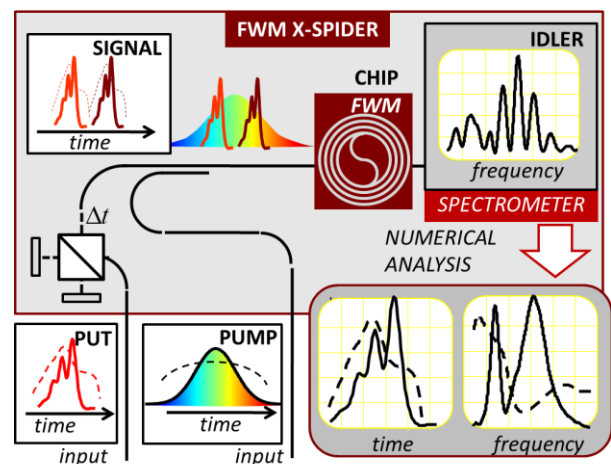 FWM X-SPIDER
SIGNAL
time
CHIP
FWM
IDLER
frequency
SPECTROMETER
Δt
NUMERICAL
ANALYSIS
PUT
time
input
PUMP
time
input
time
frequency